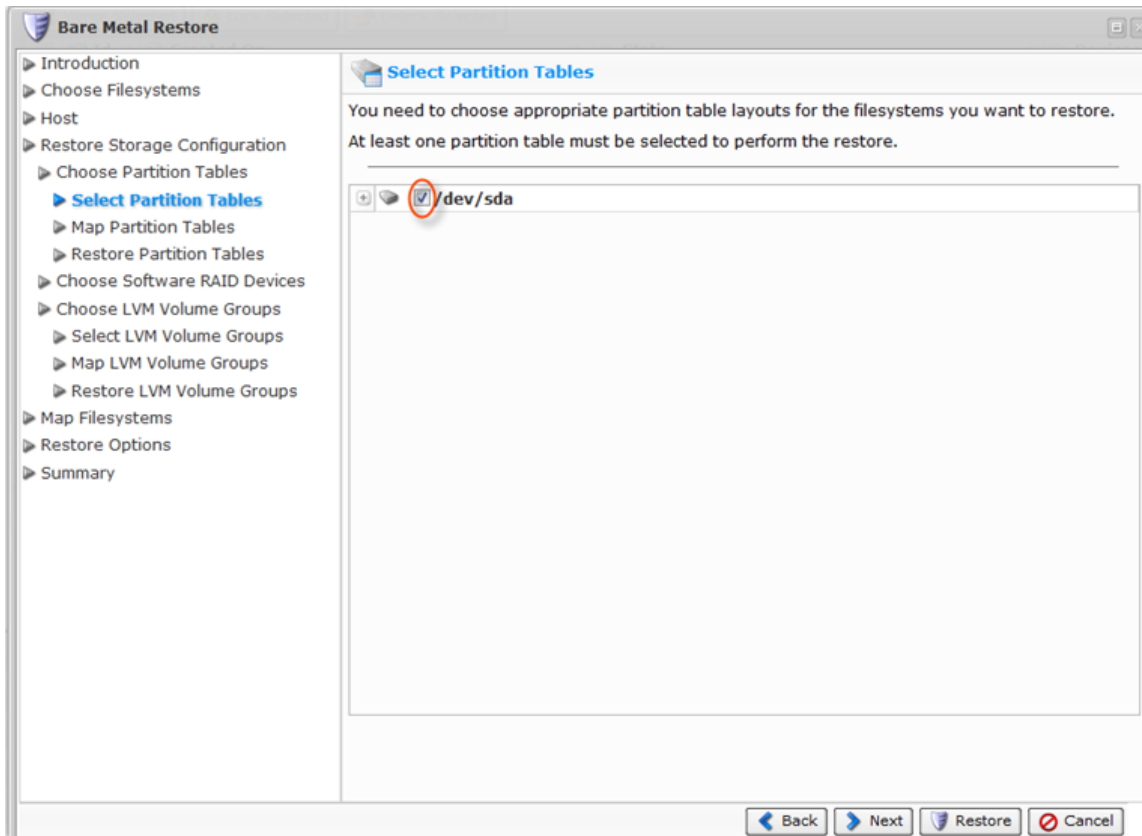 Bare Metal Restore
Introduction
Choose Filesystems
Host
Restore Storage Configuration
Choose Partition Tables
Select Partition Tables
Map Partition Tables
Restore Partition Tables
Choose Software RAID Devices
Choose LVM Volume Groups
Select LVM Volume Groups
Map LVM Volume Groups
Restore LVM Volume Groups
Map Filesystems
Restore Options
Summary
Select Partition Tables
You need to choose appropriate partition table layouts for the filesystems you want to restore.
At least one partition table must be selected to perform the restore.
/dev/sda
Back Next Restore Cancel